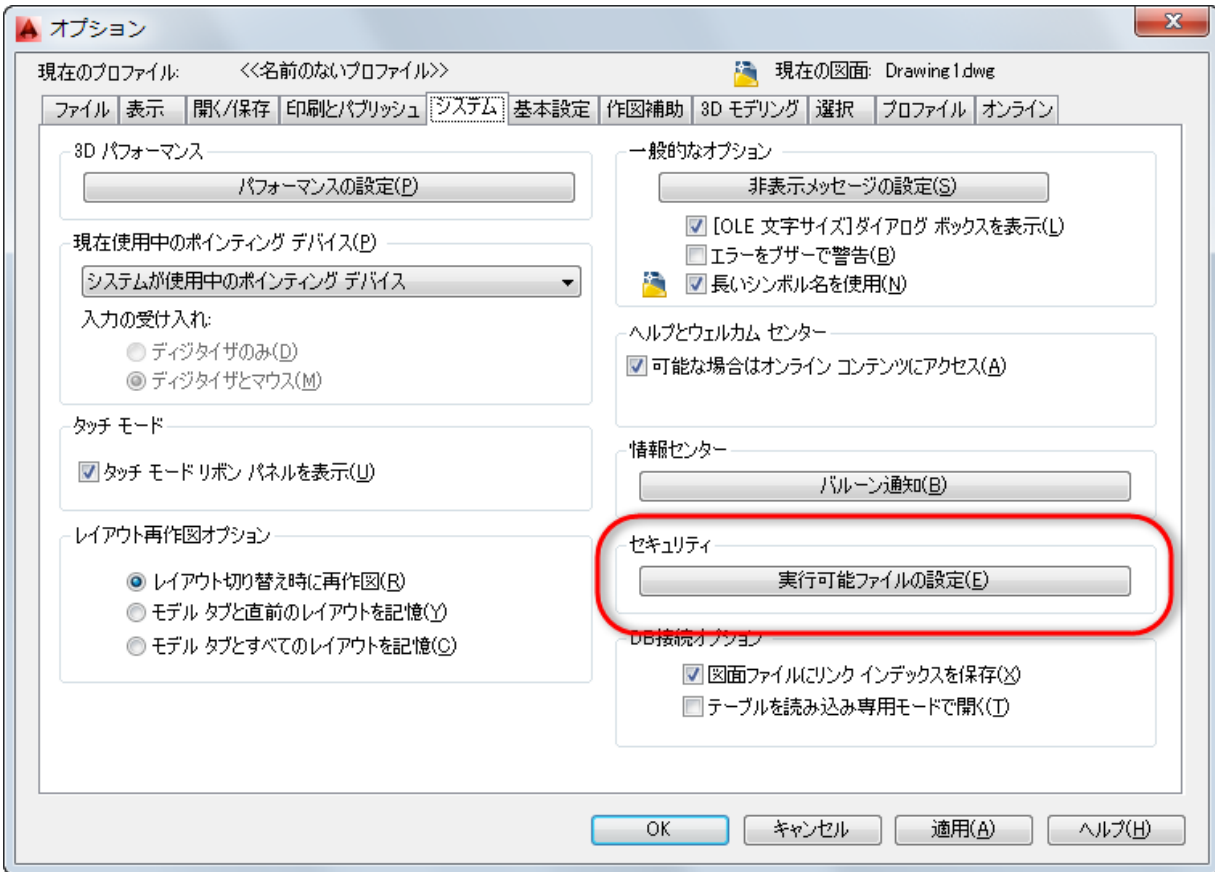 オプション
現在のプロファイル: <<名前のないプロファイル>> 現在の図面: Drawing1.dwg
ファイル 表示 開く/保存 印刷とパブリッシュ システム 基本設定 作図補助 3D モデリング 選択 プロファイル オンライン
3D パフォーマンス
パフォーマンスの設定(P)
現在使用中のポインティング デバイス(P)
システムが使用中のポインティング デバイス
入力の受け入れ:
ディジタイザのみ(D)
ディジタイザとマウス(M)
タッチ モード
タッチ モード リボン パネルを表示(U)
レイアウト再作図オプション
レイアウト切り替え時に再作図(R)
モデル タブと直前のレイアウトを記憶(Y)
モデル タブとすべてのレイアウトを記憶(C)
一般的なオプション
非表示メッセージの設定(S)
[OLE 文字サイズ]ダイアログ ボックスを表示(L)
エラーをブザーで警告(B)
長いシンボル名を使用(N)
ヘルプとウェルカム センター
可能な場合はオンライン コンテンツにアクセス(A)
情報センター
バルーン通知(B)
セキュリティ
実行可能ファイルの設定(E)
DB接続オプション
図面ファイルにリンク インデックスを保存(X)
テーブルを読み込み専用モードで開く(T)
OK キャンセル 適用(A) ヘルプ(H)